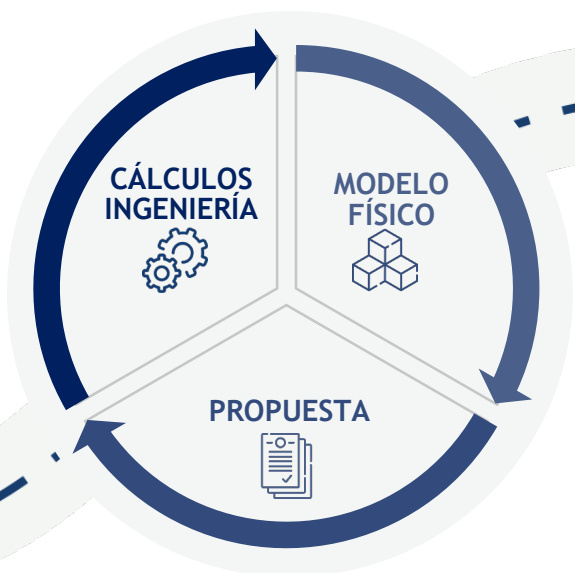 CÁLCULOS
INGENIERÍA
MODELO
FÍSICO
PROPUESTA